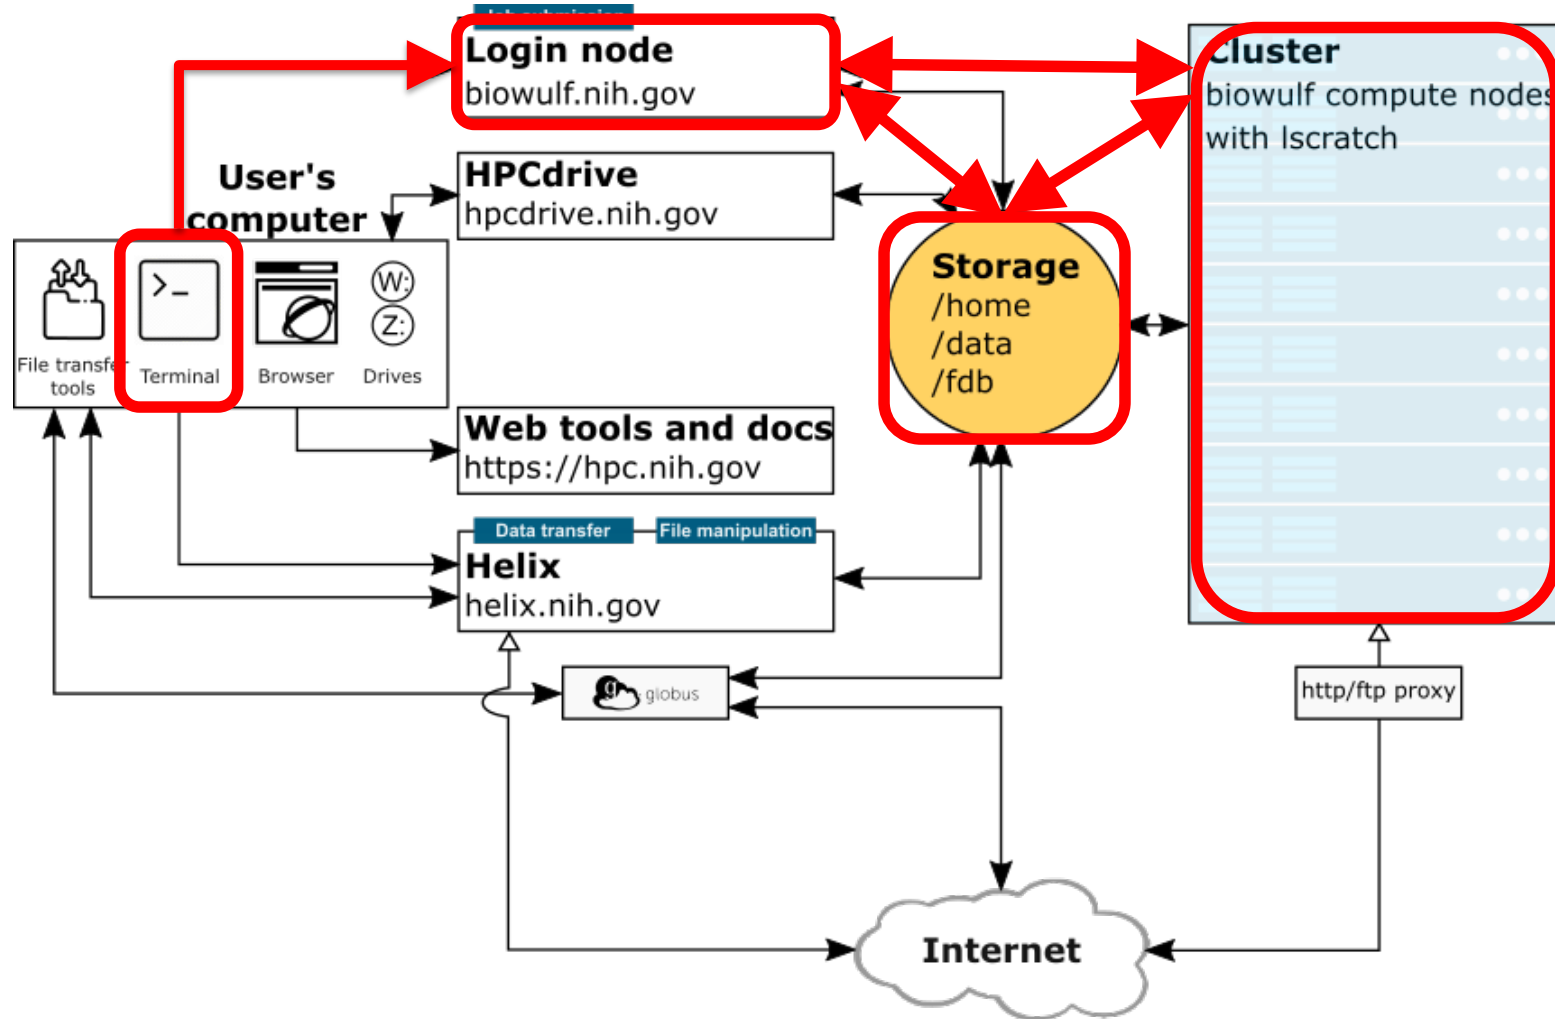 Job submission
Login node
biowulf.nih.gov
Cluster
biowulf compute nodes
with lscratch
User's
computer
HPCdrive
hpcdrive.nih.gov
File transfer
tools
>_
Terminal
Browser
W:
Z:
Drives
Storage
/home
/data
/fdb
Web tools and docs
https://hpc.nih.gov
Data transfer
File manipulation
Helix
helix.nih.gov
g globus
http/ftp proxy
Internet